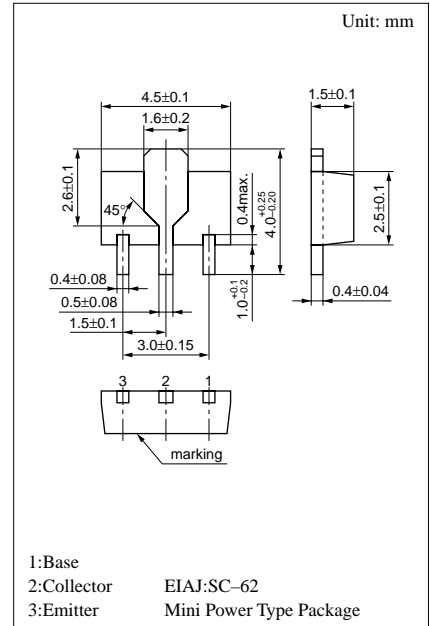 Unit: mm
4.5±0.1
1.6±0.2
1.5±0.1
2.6±0.1
45°
0.4max.
4.0+0.25−0.20
2.5±0.1
1.0+0.1−0.2
0.4±0.08
0.5±0.08
1.5±0.1
3.0±0.15
0.4±0.04
3 2 1
marking
1:Base
2:Collector EIAJ:SC–62
3:Emitter Mini Power Type Package